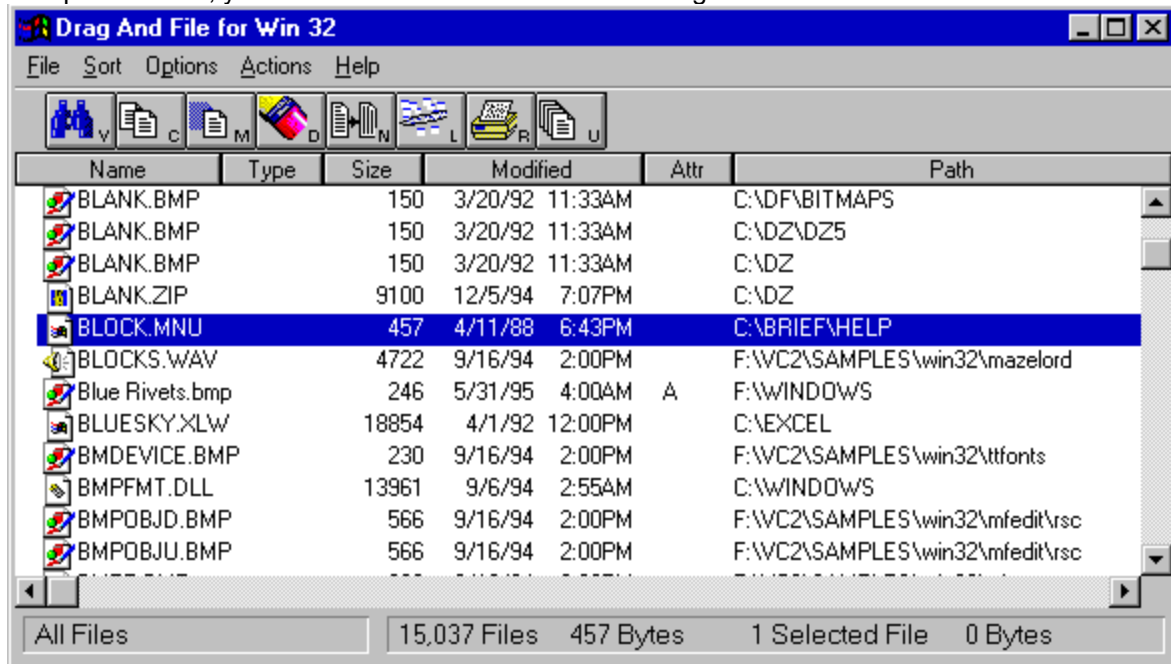 Drag And File for Win 32
File Sort Options Actions Help
V C M D N L R U
Name Type Size Modified Attr Path
BLANK.BMP 150 3/20/92 11:33AM C:\DF\BITMAPS
BLANK.BMP 150 3/20/92 11:33AM C:\DZ\DZ5
BLANK.BMP 150 3/20/92 11:33AM C:\DZ
BLANK.ZIP 9100 12/5/94 7:07PM C:\DZ
BLOCK.MNU 457 4/11/88 6:43PM C:\BRIEF\HELP
BLOCKS.WAV 4722 9/16/94 2:00PM F:\VC2\SAMPLES\win32\mazelord
Blue Rivets.bmp 246 5/31/95 4:00AM A F:\WINDOWS
BLUESKY.XLW 18854 4/1/92 12:00PM C:\EXCEL
BMDEVICE.BMP 230 9/16/94 2:00PM F:\VC2\SAMPLES\win32\ttfonts
BMPFMT.DLL 13961 9/6/94 2:55AM C:\WINDOWS
BMPOBJD.BMP 566 9/16/94 2:00PM F:\VC2\SAMPLES\win32\mfedit\rsc
BMPOBJU.BMP 566 9/16/94 2:00PM F:\VC2\SAMPLES\win32\mfedit\rsc
All Files 15,037 Files 457 Bytes 1 Selected File 0 Bytes